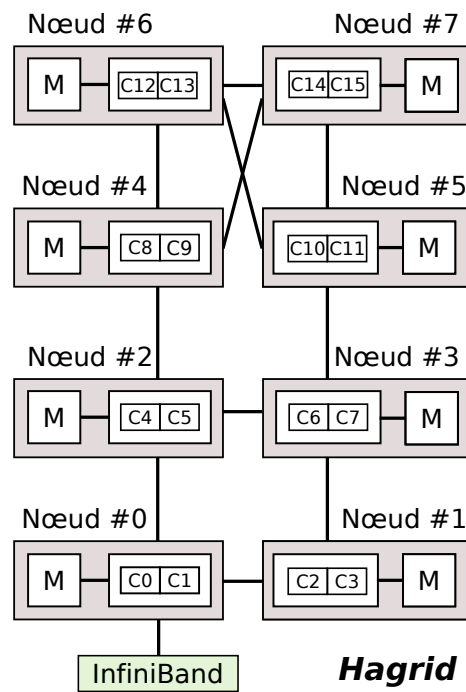 Nœud #6 Nœud #7
M C12 C13 C14 C15 M
Nœud #4 Nœud #5
M C8 C9 C10 C11 M
Nœud #2 Nœud #3
M C4 C5 C6 C7 M
Nœud #0 Nœud #1
M C0 C1 C2 C3 M
InfiniBand Hagrid